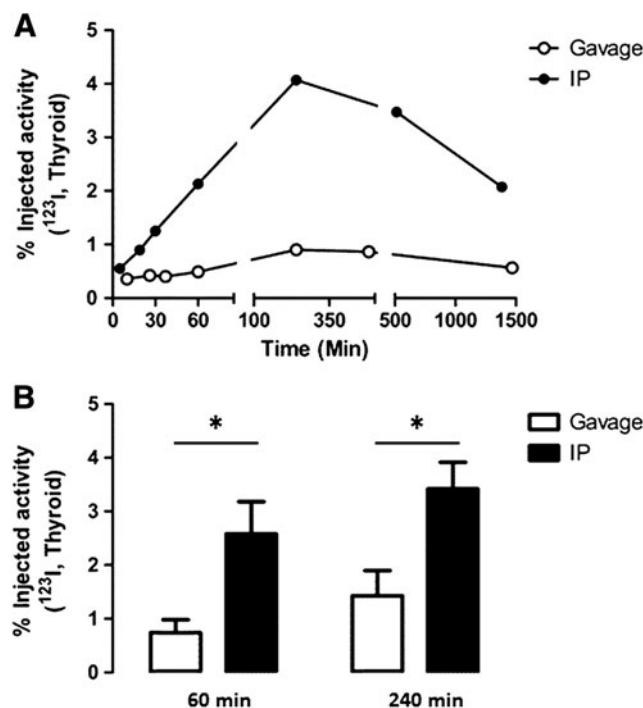 A
% Injected activity
(¹²³I, Thyroid)
5
4
3
2
1
0
0 30 60 100 350 500 1000 1500
Time (Min)
Gavage
IP
B
% Injected activity
(¹²³I, Thyroid)
5
4
3
2
1
0
* *
60 min 240 min
Gavage
IP